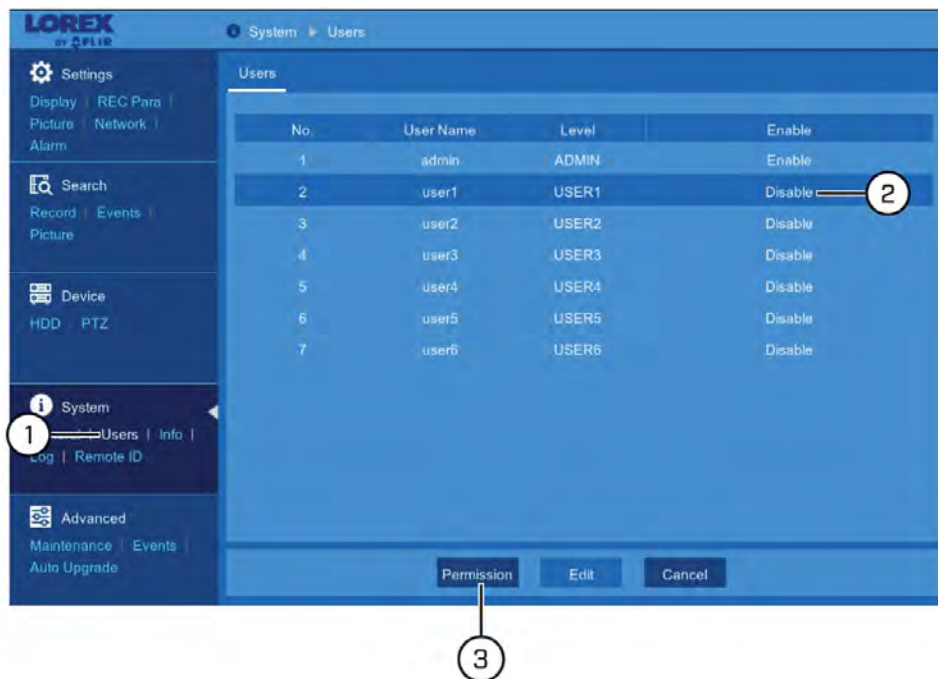 LOREX
BY FLIR
System Users
Settings
Display | REC Para |
Picture | Network |
Alarm
Search
Record | Events |
Picture
Device
HDD | PTZ
System
Users | Info |
Log | Remote ID
Advanced
Maintenance | Events |
Auto Upgrade
Users
No. User Name Level Enable
1 admin ADMIN Enable
2 user1 USER1 Disable
3 user2 USER2 Disable
4 user3 USER3 Disable
5 user4 USER4 Disable
6 user5 USER5 Disable
7 user6 USER6 Disable
Permission Edit Cancel
1
2
3